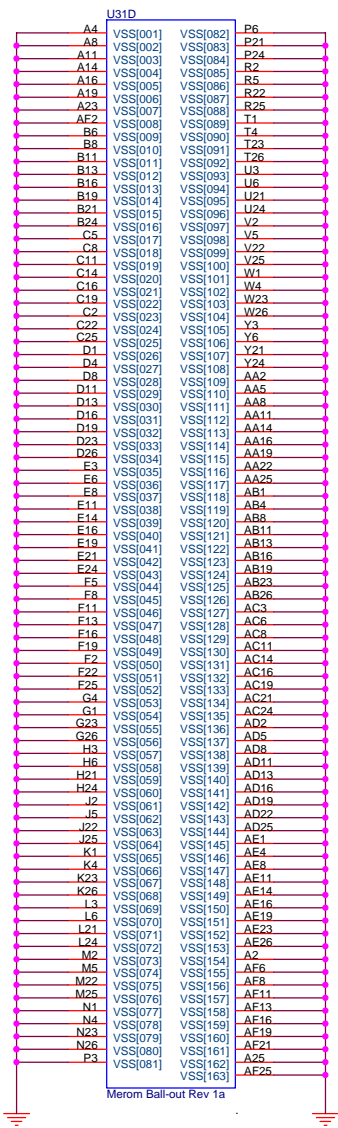 U31D
A4 VSS[001] VSS[082] P6
A8 VSS[002] VSS[083] P21
A11 VSS[003] VSS[084] P24
A14 VSS[004] VSS[085] R2
A16 VSS[005] VSS[086] R5
A19 VSS[006] VSS[087] R22
A23 VSS[007] VSS[088] R25
AF2 VSS[008] VSS[089] T1
B6 VSS[009] VSS[090] T4
B8 VSS[010] VSS[091] T23
B11 VSS[011] VSS[092] T26
B13 VSS[012] VSS[093] U3
B16 VSS[013] VSS[094] U6
B19 VSS[014] VSS[095] U21
B21 VSS[015] VSS[096] U24
B24 VSS[016] VSS[097] V2
C5 VSS[017] VSS[098] V5
C8 VSS[018] VSS[099] V22
C11 VSS[019] VSS[100] V25
C14 VSS[020] VSS[101] W1
C16 VSS[021] VSS[102] W4
C19 VSS[022] VSS[103] W23
C2 VSS[023] VSS[104] W26
C22 VSS[024] VSS[105] Y3
C25 VSS[025] VSS[106] Y6
D1 VSS[026] VSS[107] Y21
D4 VSS[027] VSS[108] Y24
D8 VSS[028] VSS[109] AA2
D11 VSS[029] VSS[110] AA5
D13 VSS[030] VSS[111] AA8
D16 VSS[031] VSS[112] AA11
D19 VSS[032] VSS[113] AA14
D23 VSS[033] VSS[114] AA16
D26 VSS[034] VSS[115] AA19
E3 VSS[035] VSS[116] AA22
E6 VSS[036] VSS[117] AA25
E8 VSS[037] VSS[118] AB1
E11 VSS[038] VSS[119] AB4
E14 VSS[039] VSS[120] AB8
E16 VSS[040] VSS[121] AB11
E19 VSS[041] VSS[122] AB13
E21 VSS[042] VSS[123] AB16
E24 VSS[043] VSS[124] AB19
F5 VSS[044] VSS[125] AB23
F8 VSS[045] VSS[126] AB26
F11 VSS[046] VSS[127] AC3
F13 VSS[047] VSS[128] AC6
F16 VSS[048] VSS[129] AC8
F19 VSS[049] VSS[130] AC11
F2 VSS[050] VSS[131] AC14
F22 VSS[051] VSS[132] AC16
F25 VSS[052] VSS[133] AC19
G4 VSS[053] VSS[134] AC21
G1 VSS[054] VSS[135] AC24
G23 VSS[055] VSS[136] AD2
G26 VSS[056] VSS[137] AD5
H3 VSS[057] VSS[138] AD8
H6 VSS[058] VSS[139] AD11
H21 VSS[059] VSS[140] AD13
H24 VSS[060] VSS[141] AD16
J2 VSS[061] VSS[142] AD19
J5 VSS[062] VSS[143] AD22
J22 VSS[063] VSS[144] AD25
J25 VSS[064] VSS[145] AE1
K1 VSS[065] VSS[146] AE4
K4 VSS[066] VSS[147] AE8
K23 VSS[067] VSS[148] AE11
K26 VSS[068] VSS[149] AE14
L3 VSS[069] VSS[150] AE16
L6 VSS[070] VSS[151] AE19
L21 VSS[071] VSS[152] AE23
L24 VSS[072] VSS[153] AE26
M2 VSS[073] VSS[154] A2
M5 VSS[074] VSS[155] AF6
M22 VSS[075] VSS[156] AF8
M25 VSS[076] VSS[157] AF11
N1 VSS[077] VSS[158] AF13
N4 VSS[078] VSS[159] AF16
N23 VSS[079] VSS[160] AF19
N26 VSS[080] VSS[161] AF21
P3 VSS[081] VSS[162] A25
VSS[163] AF25
Merom Ball-out Rev 1a